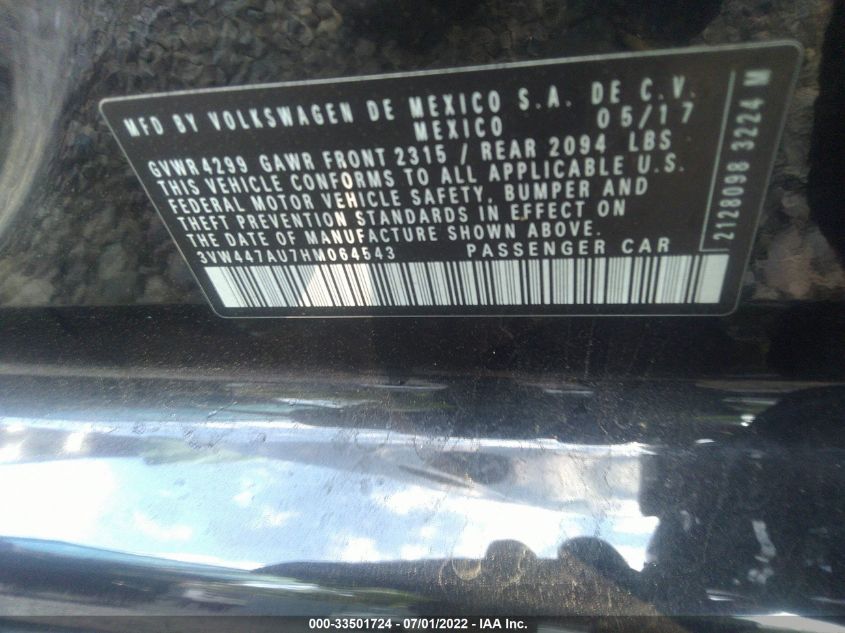 MFD BY VOLKSWAGEN DE MEXICO S.A. DE C.V.
MEXICO 05/17
GVWR 4299 GAWR FRONT 2315 / REAR 2094 LBS
THIS VEHICLE CONFORMS TO ALL APPLICABLE U.S.
FEDERAL MOTOR VEHICLE SAFETY, BUMPER AND
THEFT PREVENTION STANDARDS IN EFFECT ON
THE DATE OF MANUFACTURE SHOWN ABOVE.
3VW447AU7HM064543 PASSENGER CAR
2128098 3224 M
000-33501724 - 07/01/2022 - IAA Inc.